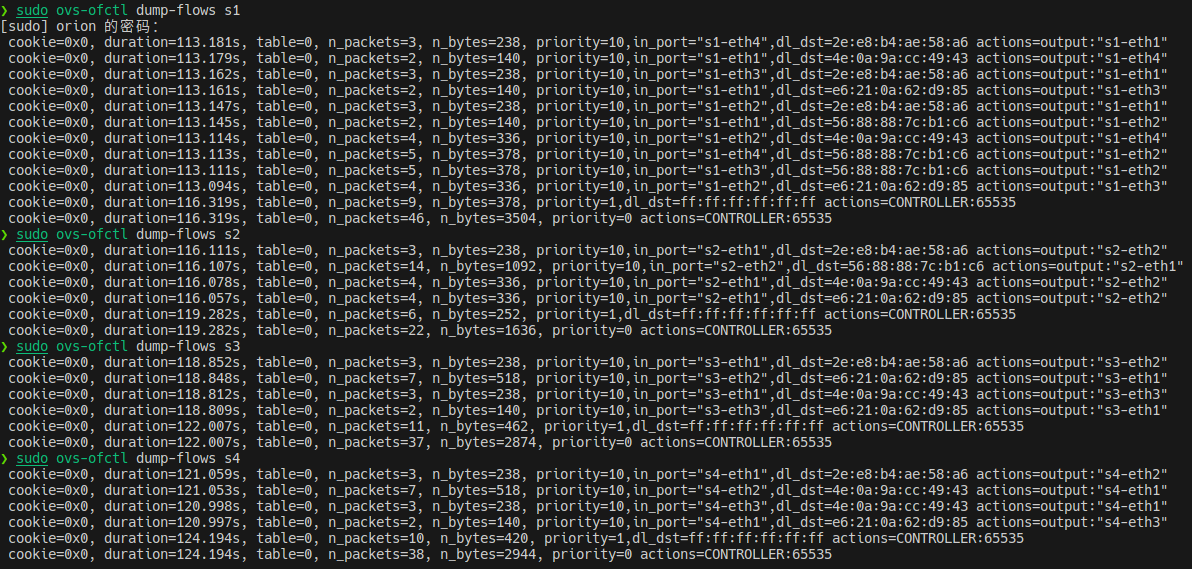 ❯ sudo ovs-ofctl dump-flows s1
[sudo] orion 的密码：
cookie=0x0, duration=113.181s, table=0, n_packets=3, n_bytes=238, priority=10,in_port="s1-eth4",dl_dst=2e:e8:b4:ae:58:a6 actions=output:"s1-eth1"
cookie=0x0, duration=113.179s, table=0, n_packets=2, n_bytes=140, priority=10,in_port="s1-eth1",dl_dst=4e:0a:9a:cc:49:43 actions=output:"s1-eth4"
cookie=0x0, duration=113.162s, table=0, n_packets=3, n_bytes=238, priority=10,in_port="s1-eth3",dl_dst=2e:e8:b4:ae:58:a6 actions=output:"s1-eth1"
cookie=0x0, duration=113.161s, table=0, n_packets=2, n_bytes=140, priority=10,in_port="s1-eth1",dl_dst=e6:21:0a:62:d9:85 actions=output:"s1-eth3"
cookie=0x0, duration=113.147s, table=0, n_packets=3, n_bytes=238, priority=10,in_port="s1-eth2",dl_dst=2e:e8:b4:ae:58:a6 actions=output:"s1-eth1"
cookie=0x0, duration=113.145s, table=0, n_packets=2, n_bytes=140, priority=10,in_port="s1-eth1",dl_dst=56:88:88:7c:b1:c6 actions=output:"s1-eth2"
cookie=0x0, duration=113.114s, table=0, n_packets=4, n_bytes=336, priority=10,in_port="s1-eth2",dl_dst=4e:0a:9a:cc:49:43 actions=output:"s1-eth4"
cookie=0x0, duration=113.113s, table=0, n_packets=5, n_bytes=378, priority=10,in_port="s1-eth4",dl_dst=56:88:88:7c:b1:c6 actions=output:"s1-eth2"
cookie=0x0, duration=113.111s, table=0, n_packets=5, n_bytes=378, priority=10,in_port="s1-eth3",dl_dst=56:88:88:7c:b1:c6 actions=output:"s1-eth2"
cookie=0x0, duration=113.094s, table=0, n_packets=4, n_bytes=336, priority=10,in_port="s1-eth2",dl_dst=e6:21:0a:62:d9:85 actions=output:"s1-eth3"
cookie=0x0, duration=116.319s, table=0, n_packets=9, n_bytes=378, priority=1,dl_dst=ff:ff:ff:ff:ff:ff actions=CONTROLLER:65535
cookie=0x0, duration=116.319s, table=0, n_packets=46, n_bytes=3504, priority=0 actions=CONTROLLER:65535
❯ sudo ovs-ofctl dump-flows s2
cookie=0x0, duration=116.111s, table=0, n_packets=3, n_bytes=238, priority=10,in_port="s2-eth1",dl_dst=2e:e8:b4:ae:58:a6 actions=output:"s2-eth2"
cookie=0x0, duration=116.107s, table=0, n_packets=14, n_bytes=1092, priority=10,in_port="s2-eth2",dl_dst=56:88:88:7c:b1:c6 actions=output:"s2-eth1"
cookie=0x0, duration=116.078s, table=0, n_packets=4, n_bytes=336, priority=10,in_port="s2-eth1",dl_dst=4e:0a:9a:cc:49:43 actions=output:"s2-eth2"
cookie=0x0, duration=116.057s, table=0, n_packets=4, n_bytes=336, priority=10,in_port="s2-eth1",dl_dst=e6:21:0a:62:d9:85 actions=output:"s2-eth2"
cookie=0x0, duration=119.282s, table=0, n_packets=6, n_bytes=252, priority=1,dl_dst=ff:ff:ff:ff:ff:ff actions=CONTROLLER:65535
cookie=0x0, duration=119.282s, table=0, n_packets=22, n_bytes=1636, priority=0 actions=CONTROLLER:65535
❯ sudo ovs-ofctl dump-flows s3
cookie=0x0, duration=118.852s, table=0, n_packets=3, n_bytes=238, priority=10,in_port="s3-eth1",dl_dst=2e:e8:b4:ae:58:a6 actions=output:"s3-eth2"
cookie=0x0, duration=118.848s, table=0, n_packets=7, n_bytes=518, priority=10,in_port="s3-eth2",dl_dst=e6:21:0a:62:d9:85 actions=output:"s3-eth1"
cookie=0x0, duration=118.812s, table=0, n_packets=3, n_bytes=238, priority=10,in_port="s3-eth1",dl_dst=4e:0a:9a:cc:49:43 actions=output:"s3-eth3"
cookie=0x0, duration=118.809s, table=0, n_packets=2, n_bytes=140, priority=10,in_port="s3-eth3",dl_dst=e6:21:0a:62:d9:85 actions=output:"s3-eth1"
cookie=0x0, duration=122.007s, table=0, n_packets=11, n_bytes=462, priority=1,dl_dst=ff:ff:ff:ff:ff:ff actions=CONTROLLER:65535
cookie=0x0, duration=122.007s, table=0, n_packets=37, n_bytes=2874, priority=0 actions=CONTROLLER:65535
❯ sudo ovs-ofctl dump-flows s4
cookie=0x0, duration=121.059s, table=0, n_packets=3, n_bytes=238, priority=10,in_port="s4-eth1",dl_dst=2e:e8:b4:ae:58:a6 actions=output:"s4-eth2"
cookie=0x0, duration=121.053s, table=0, n_packets=7, n_bytes=518, priority=10,in_port="s4-eth2",dl_dst=4e:0a:9a:cc:49:43 actions=output:"s4-eth1"
cookie=0x0, duration=120.998s, table=0, n_packets=3, n_bytes=238, priority=10,in_port="s4-eth3",dl_dst=4e:0a:9a:cc:49:43 actions=output:"s4-eth1"
cookie=0x0, duration=120.997s, table=0, n_packets=2, n_bytes=140, priority=10,in_port="s4-eth1",dl_dst=e6:21:0a:62:d9:85 actions=output:"s4-eth3"
cookie=0x0, duration=124.194s, table=0, n_packets=10, n_bytes=420, priority=1,dl_dst=ff:ff:ff:ff:ff:ff actions=CONTROLLER:65535
cookie=0x0, duration=124.194s, table=0, n_packets=38, n_bytes=2944, priority=0 actions=CONTROLLER:65535